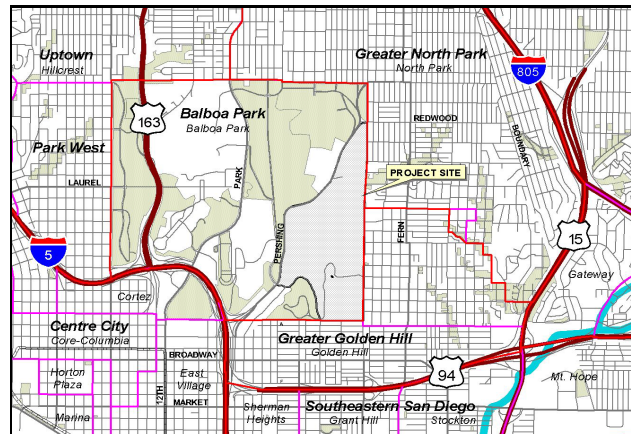 Uptown
Hillcrest
Greater North Park
North Park
805
163
Balboa Park
Balboa Park
REDWOOD
BOUNDARY
Park West
LAUREL
PARK
PROJECT SITE
PERSHING
FERN
15
5
Gateway
Cortez
Centre City
Core-Columbia
Greater Golden Hill
Golden Hill
BROADWAY
Horton
Plaza
12TH
East
Village
94
Mt. Hope
MARKET
Marina
Sherman
Heights
Southeastern San Diego
Grant Hill
Stockton